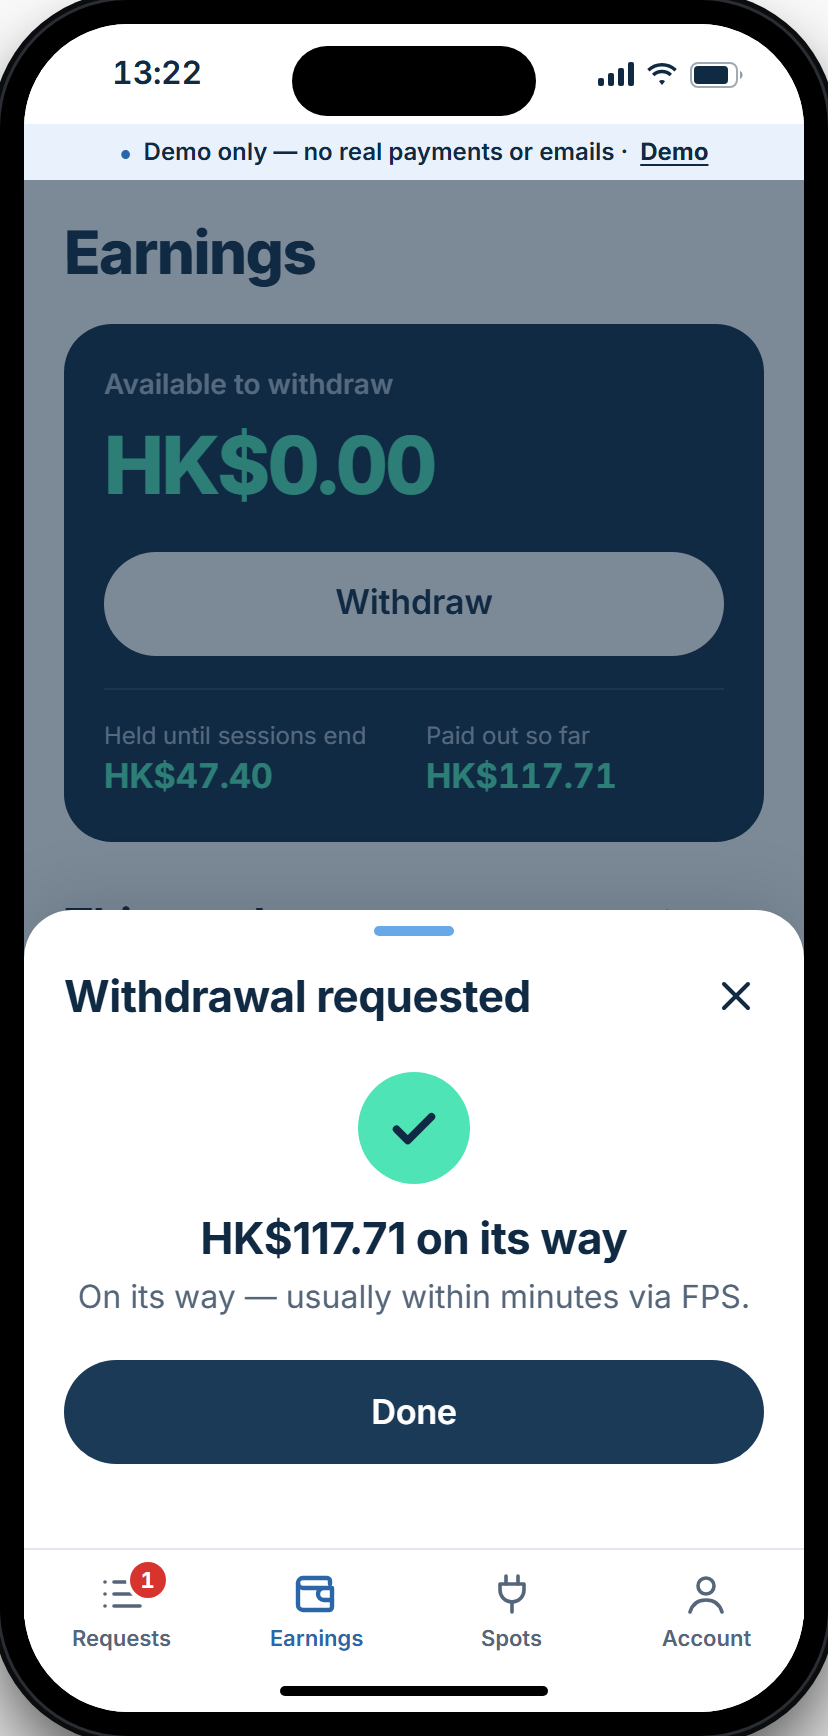 13:22
Demo only — no real payments or emails · Demo
Earnings
Available to withdraw
HK$0.00
Withdraw
Held until sessions end
Paid out so far
HK$47.40
HK$117.71
Withdrawal requested
HK$117.71 on its way
On its way — usually within minutes via FPS.
Done
1
Requests
Earnings
Spots
Account